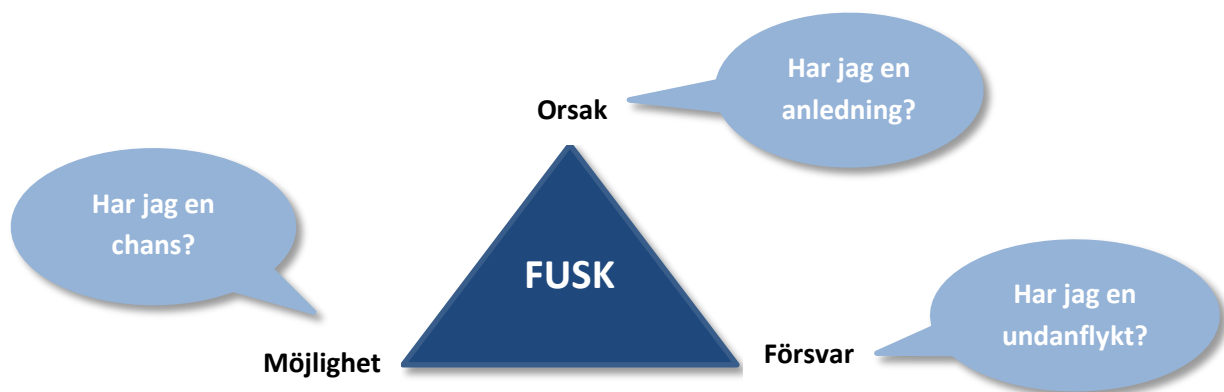 Har jag en
anledning?
Orsak
Har jag en
chans?
FUSK
Har jag en
undanflykt?
Möjlighet
Försvar